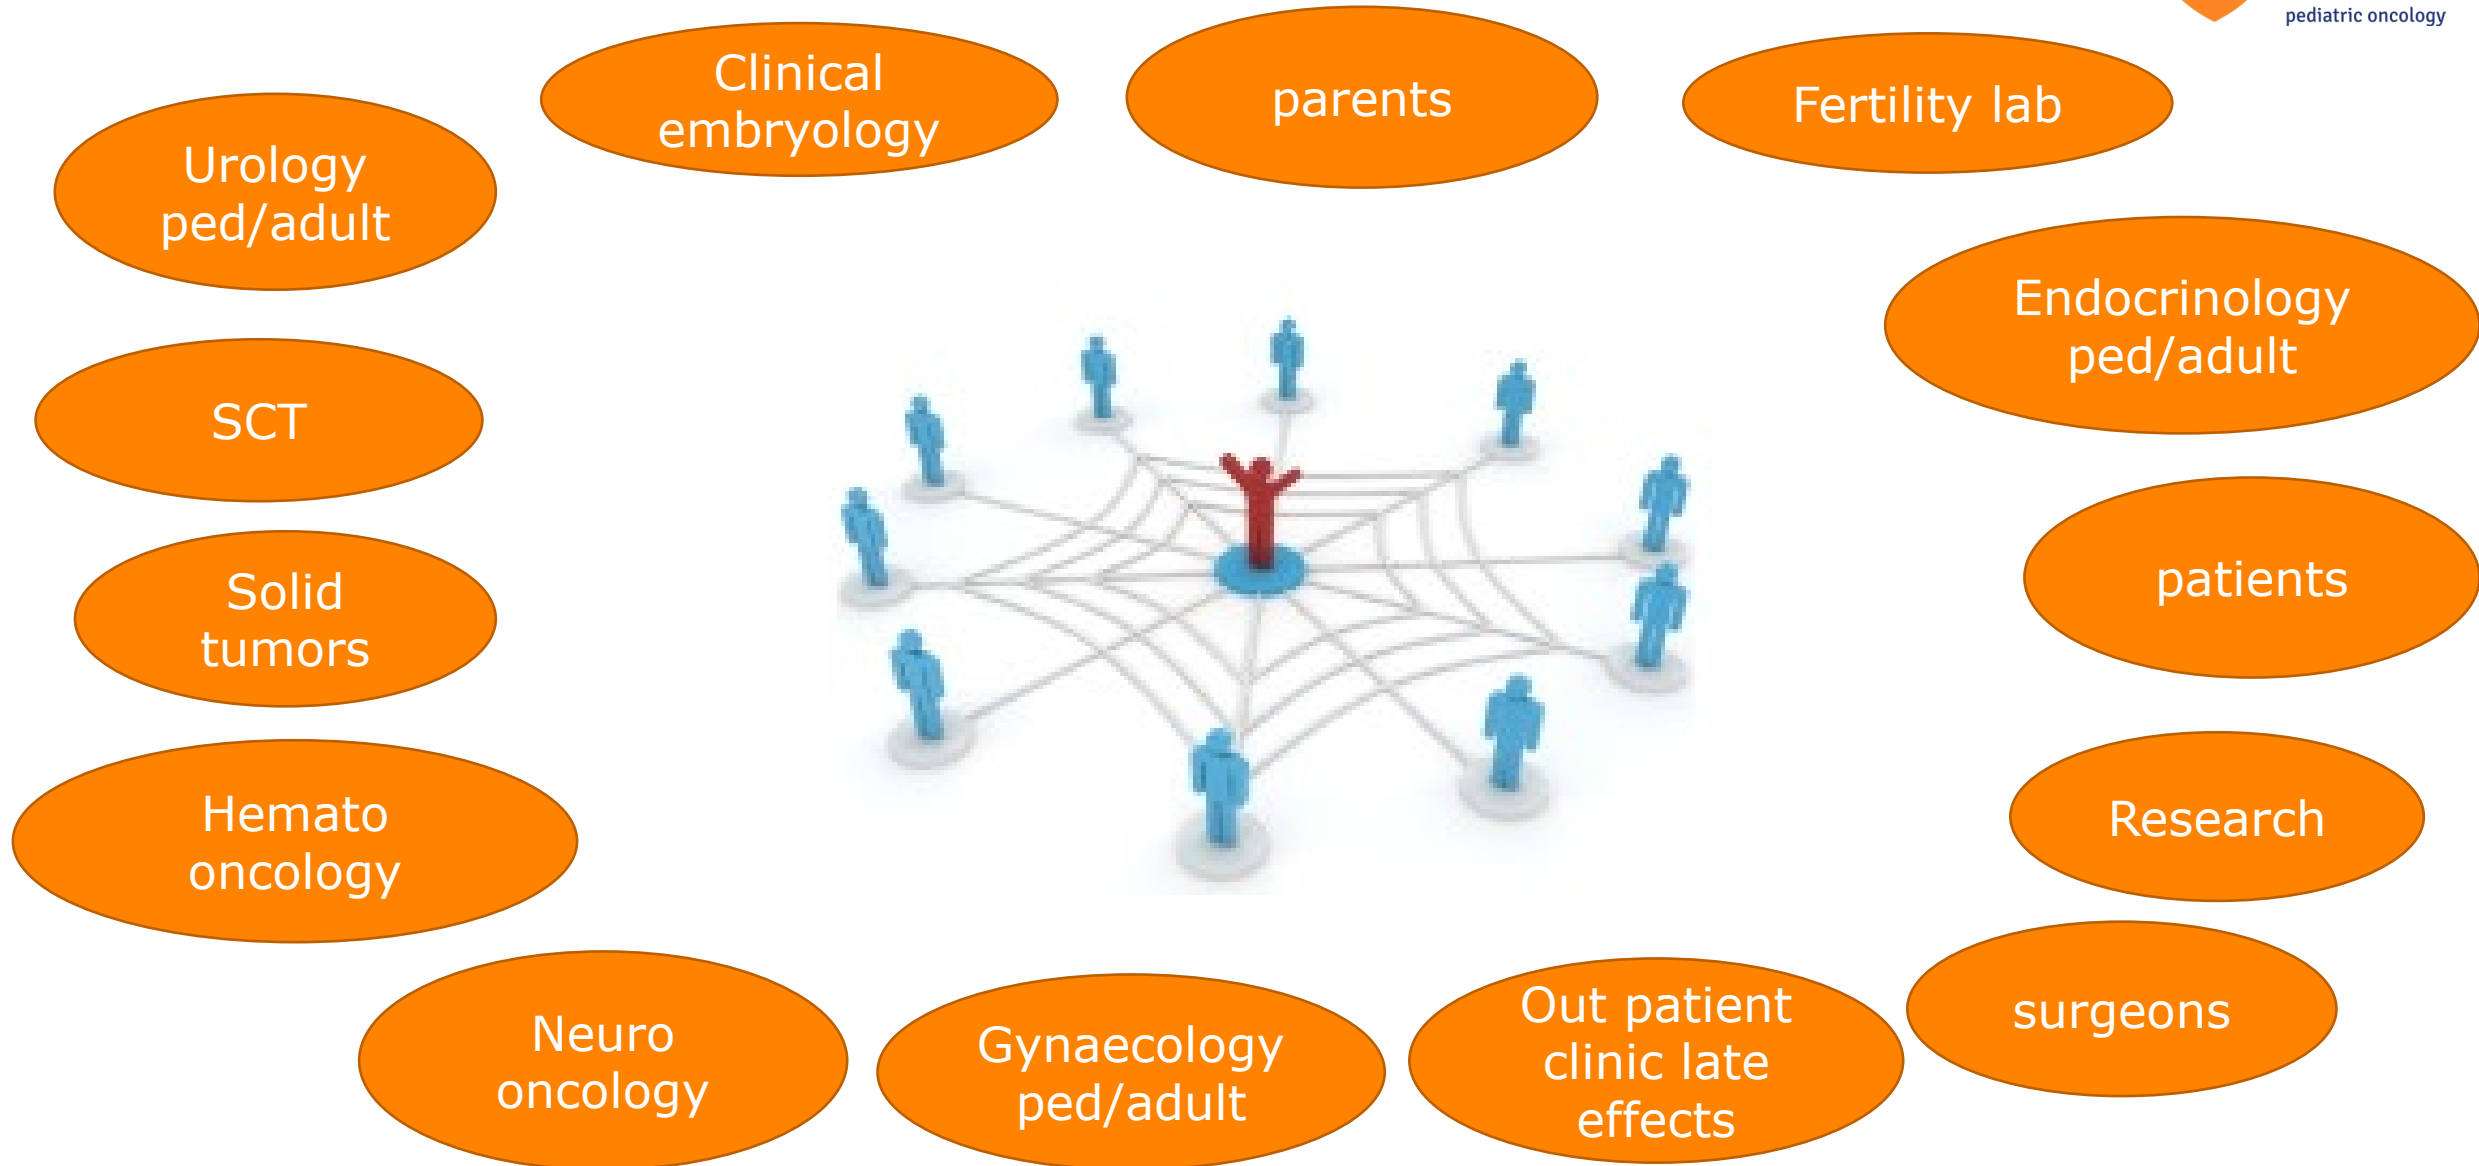 pediatric oncology
Clinical
embryology
parents
Fertility lab
Urology
ped/adult
Endocrinology
ped/adult
SCT
patients
Solid
tumors
Hemato
oncology
Research
Neuro
oncology
Gynaecology
ped/adult
Out patient
clinic late
effects
surgeons